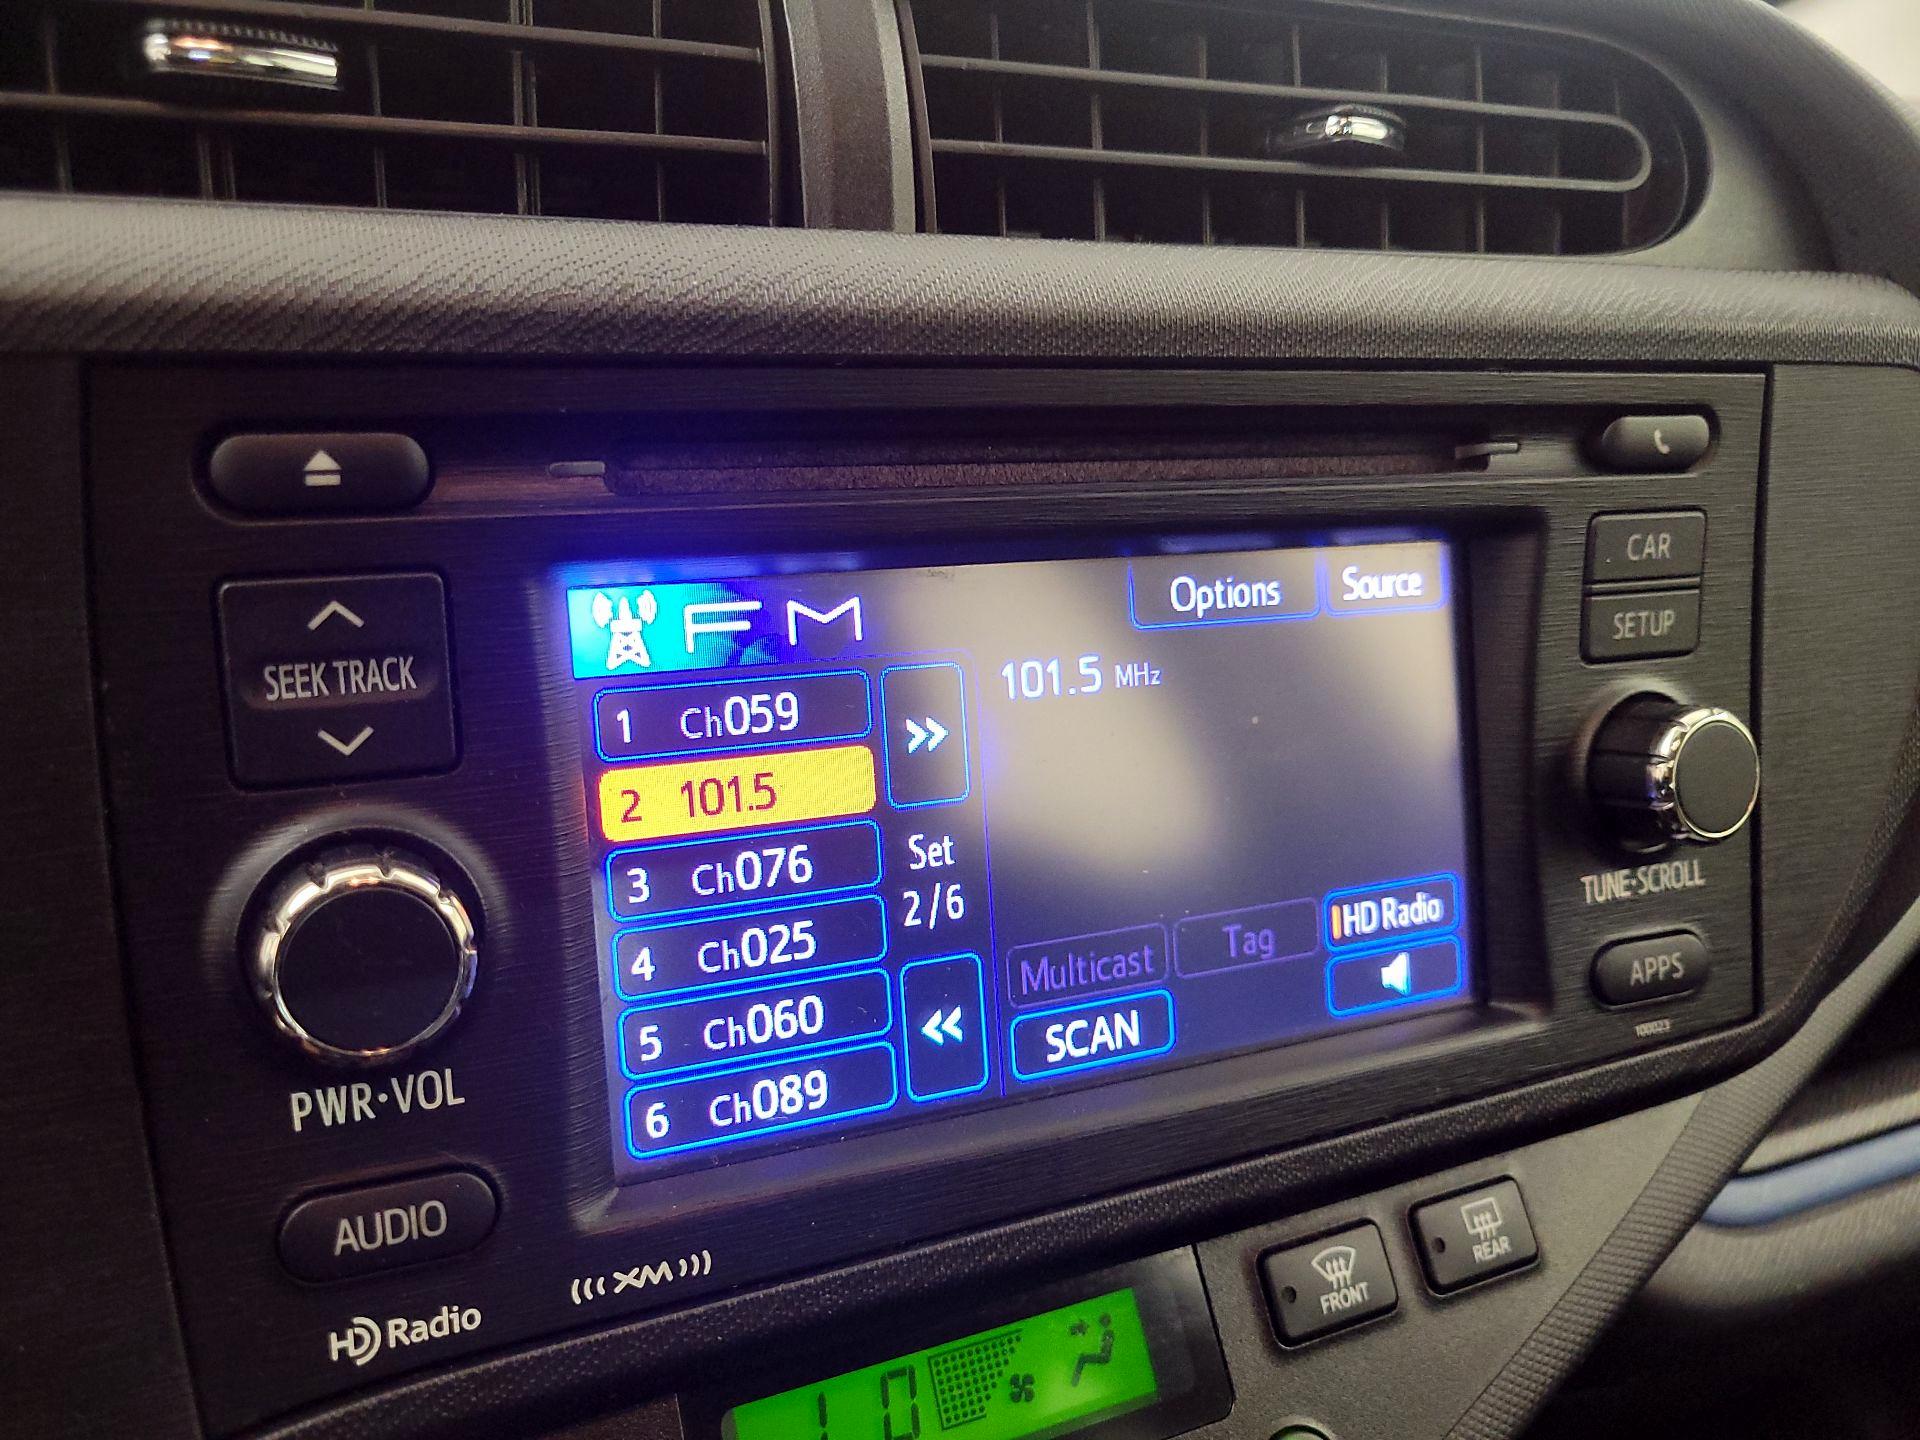 SEEK TRACK
PWR·VOL
AUDIO
HD Radio
((( XM )))
FM
Options
Source
1 Ch059
2 101.5
3 Ch076
4 Ch025
5 Ch060
6 Ch089
Set
2/6
101.5 MHz
Multicast
Tag
HD Radio
SCAN
CAR
SETUP
TUNE·SCROLL
APPS
100023
FRONT
REAR